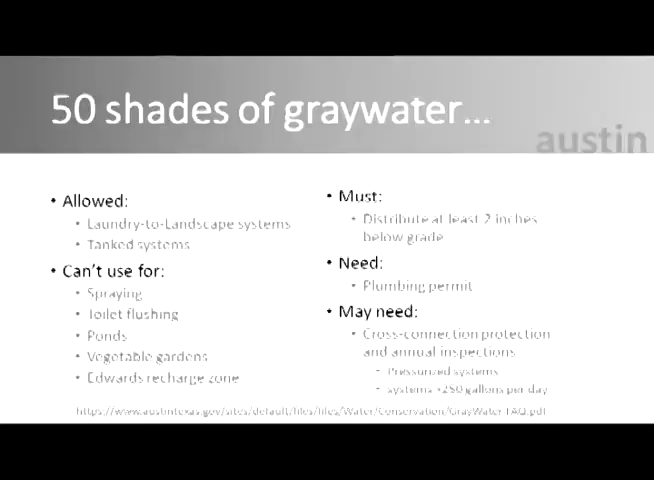 50 shades of graywater...
austin
• Allowed:
• Laundry-to-Landscape systems
• Tanked systems
• Can't use for:
• Spraying
• Toilet flushing
• Ponds
• Vegetable gardens
• Edwards recharge zone
• Must:
• Distribute at least 2 inches
below grade
• Need:
• Plumbing permit
• May need:
• Cross-connection protection
and annual inspections
• Pressurized systems
• systems >250 gallons per day
https://www.austintexas.gov/sites/default/files/files/Water/Conservation/GrayWater-FAQ.pdf